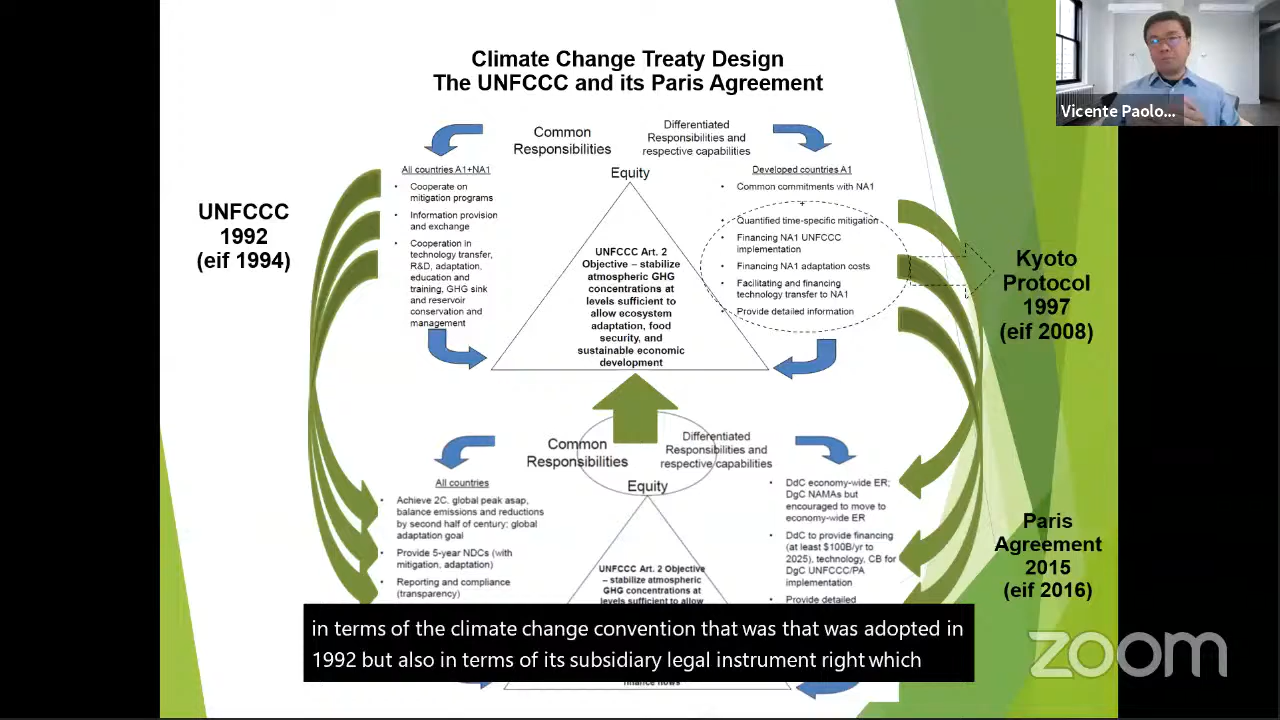 Climate Change Treaty Design
The UNFCCC and its Paris Agreement
Vicente Paolo...
Common
Responsibilities
Differentiated
Responsibilities and
respective capabilities
Equity
All countries A1+NA1
• Cooperate on
mitigation programs
• Information provision
and exchange
• Cooperation in
technology transfer,
R&D, adaptation,
education and
training, GHG sink
and reservoir
conservation and
management
UNFCCC
1992
(eif 1994)
UNFCCC Art. 2
Objective – stabilize
atmospheric GHG
concentrations at
levels sufficient to
allow ecosystem
adaptation, food
security, and
sustainable economic
development
Developed countries A1
• Common commitments with NA1
+
• Quantified time-specific mitigation
• Financing NA1 UNFCCC
implementation
• Financing NA1 adaptation costs
• Facilitating and financing
technology transfer to NA1
• Provide detailed information
Kyoto
Protocol
1997
(eif 2008)
Common
Responsibilities
Differentiated
Responsibilities and
respective capabilities
Equity
All countries
• Achieve 2C, global peak asap,
balance emissions and reductions
by second half of century; global
adaptation goal
• Provide 5-year NDCs (with
mitigation, adaptation)
• Reporting and compliance
(transparency)
UNFCCC Art. 2 Objective
– stabilize atmospheric
GHG concentrations at
levels sufficient to allow
• DdC economy-wide ER;
DgC NAMAs but
encouraged to move to
economy-wide ER
• DdC to provide financing
(at least $100B/yr to
2025), technology, CB for
DgC UNFCCC/PA
implementation
• Provide detailed
Paris
Agreement
2015
(eif 2016)
in terms of the climate change convention that was that was adopted in
1992 but also in terms of its subsidiary legal instrument right which
finance flows
zoom